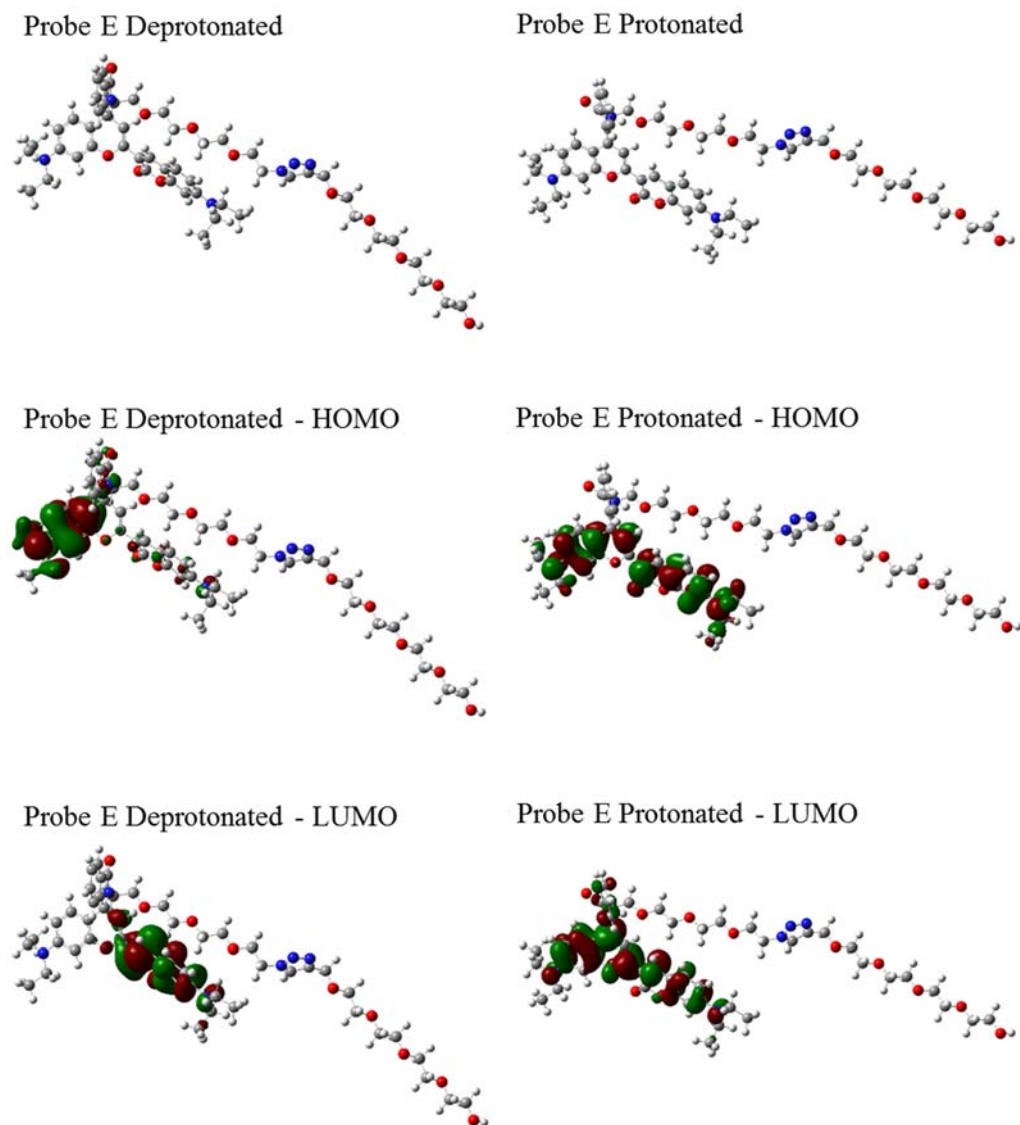 Probe E Deprotonated
Probe E Protonated
Probe E Deprotonated - HOMO
Probe E Protonated - HOMO
Probe E Deprotonated - LUMO
Probe E Protonated - LUMO